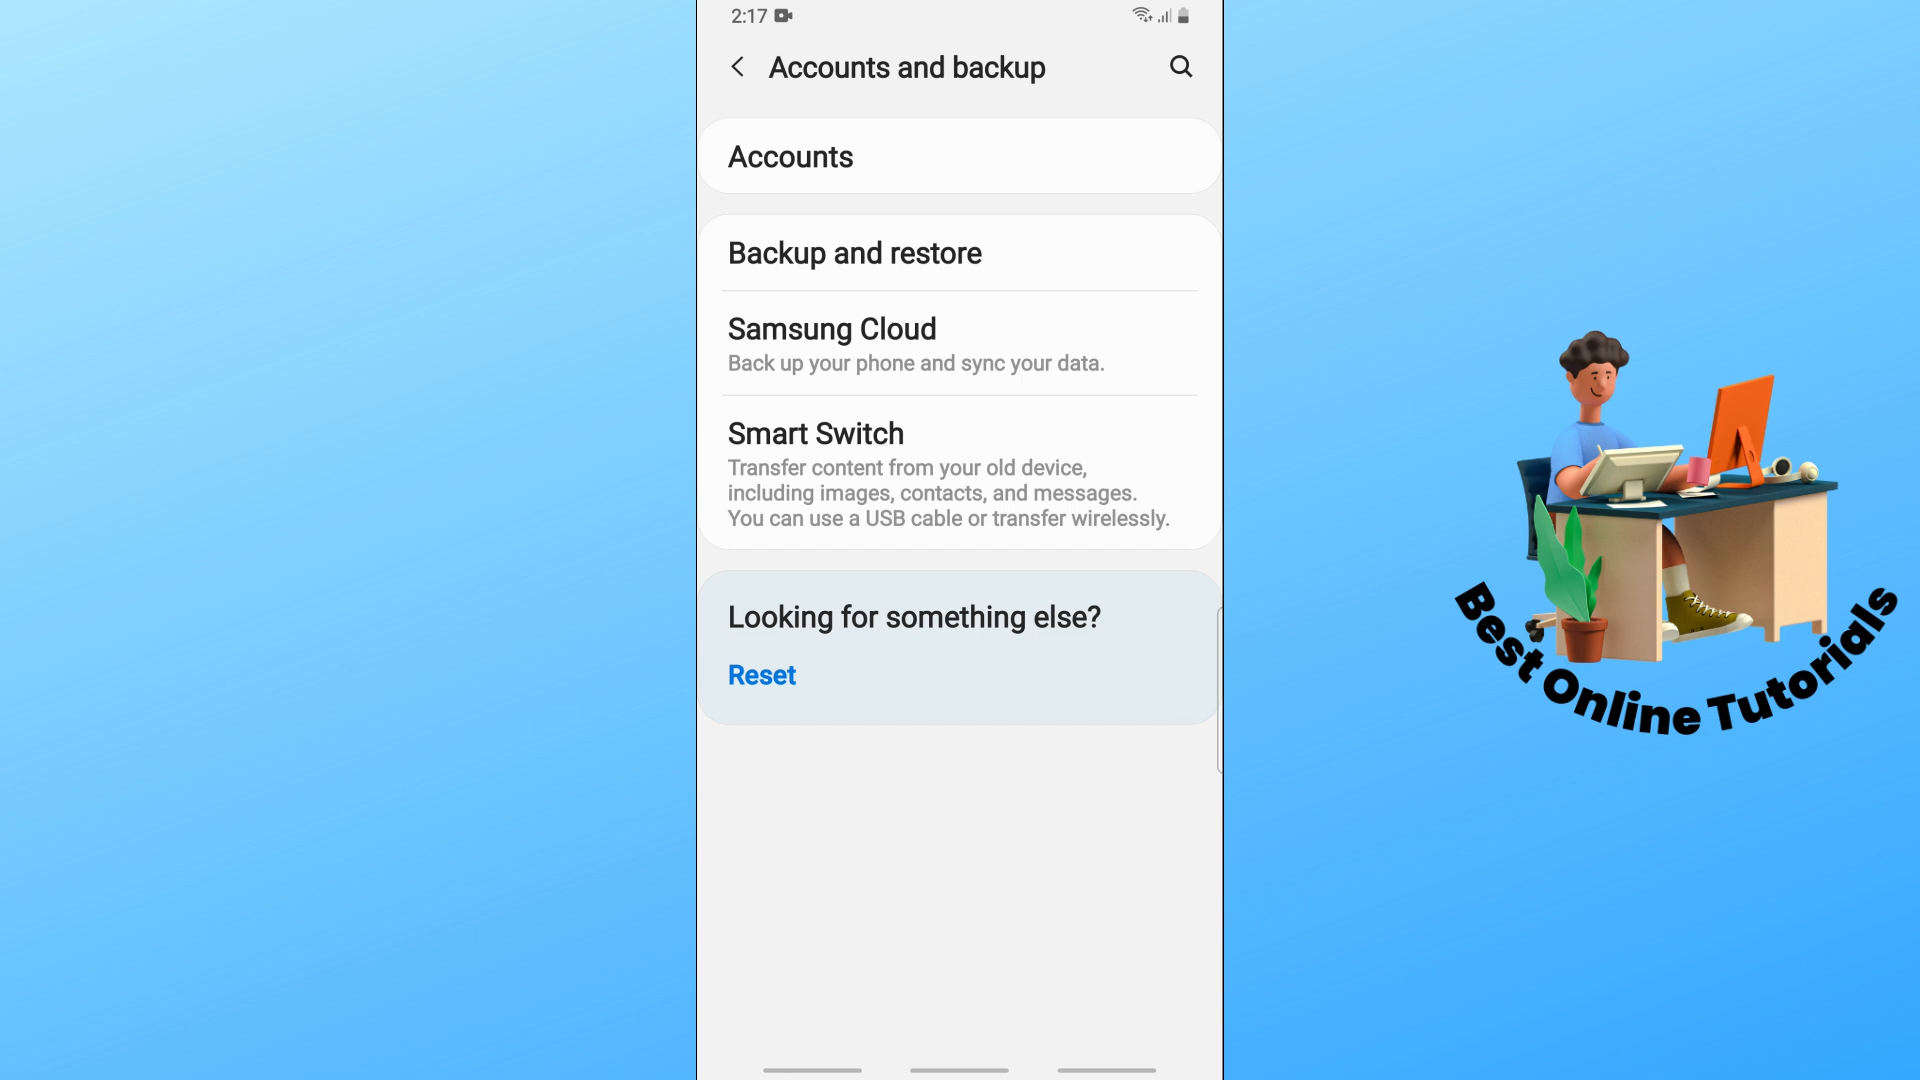 2:17
Accounts and backup
Accounts
Backup and restore
Samsung Cloud
Back up your phone and sync your data.
Smart Switch
Transfer content from your old device,
including images, contacts, and messages.
You can use a USB cable or transfer wirelessly.
Looking for something else?
Reset
Best Online Tutorials